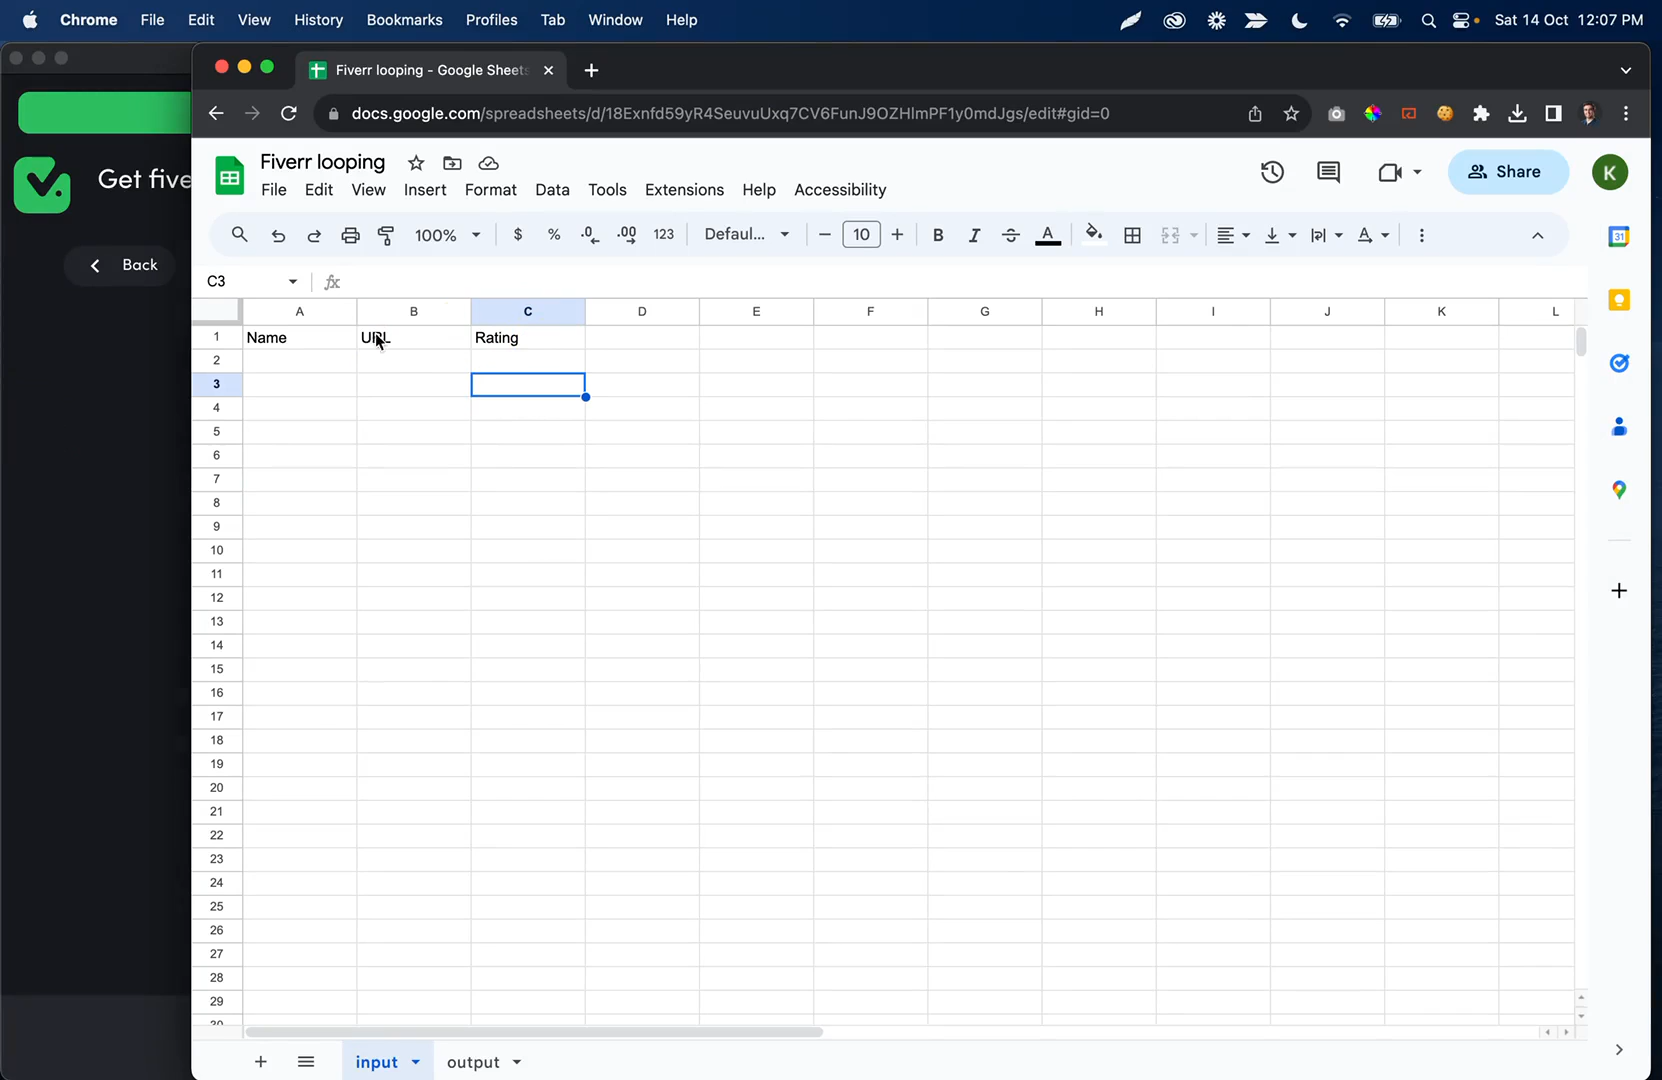 Chrome File Edit View History Bookmarks Profiles Tab Window Help Sat 14 Oct 12:07 PM
Fiverr looping - Google Sheets
docs.google.com/spreadsheets/d/18Exnfd59yR4SeuvuUxq7CV6FunJ9OZHlmPF1y0mdJgs/edit#gid=0
Get five
Back
Fiverr looping
Share
K
File Edit View Insert Format Data Tools Extensions Help Accessibility
100% $ % .0 .00 123 Defaul... 10 B I S A
31
C3 fx
A B C D E F G H I J K L
1 Name URL Rating
2
3
4
5
6
7
8
9
10
11
12
13
14
15
16
17
18
19
20
21
22
23
24
25
26
27
28
29
30
input output